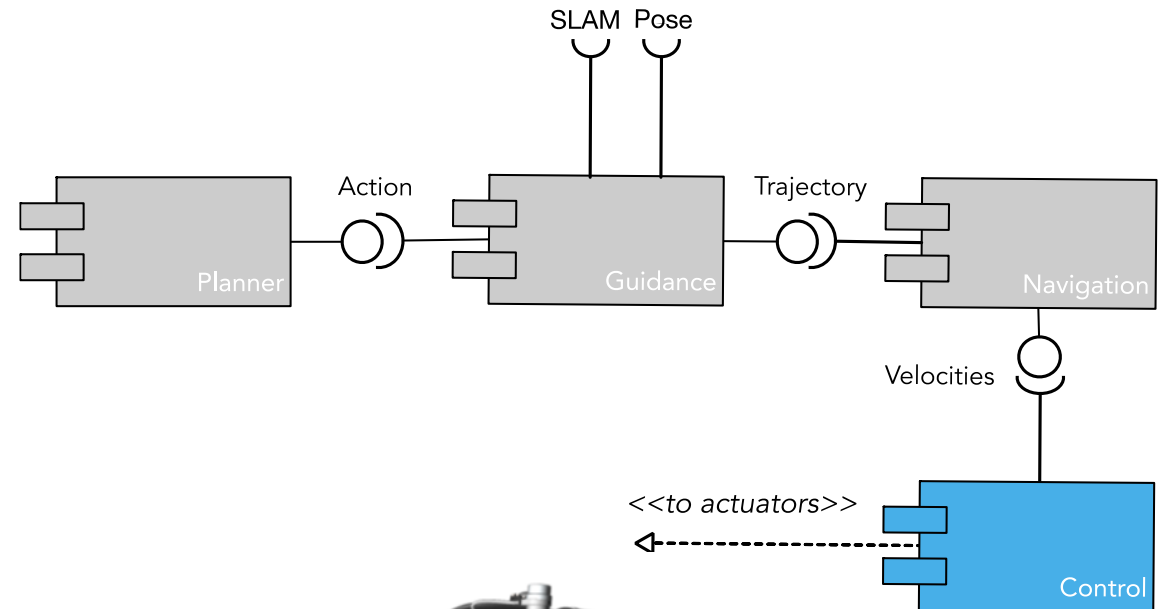 SLAM Pose
Action
Trajectory
Planner
Guidance
Navigation
Velocities
<<to actuators>>
Control